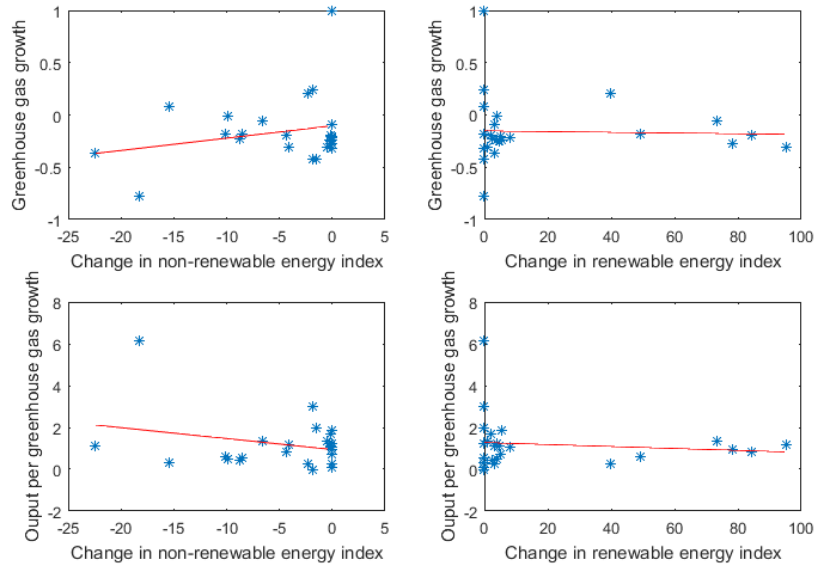 Greenhouse gas growth
1
0.5
0
-0.5
-1
-25 -20 -15 -10 -5 0 5
Change in non-renewable energy index
Greenhouse gas growth
1
0.5
0
-0.5
-1
0 20 40 60 80 100
Change in renewable energy index
Ouput per greenhouse gas growth
8
6
4
2
0
-2
-25 -20 -15 -10 -5 0 5
Change in non-renewable energy index
Ouput per greenhouse gas growth
8
6
4
2
0
-2
0 20 40 60 80 100
Change in renewable energy index